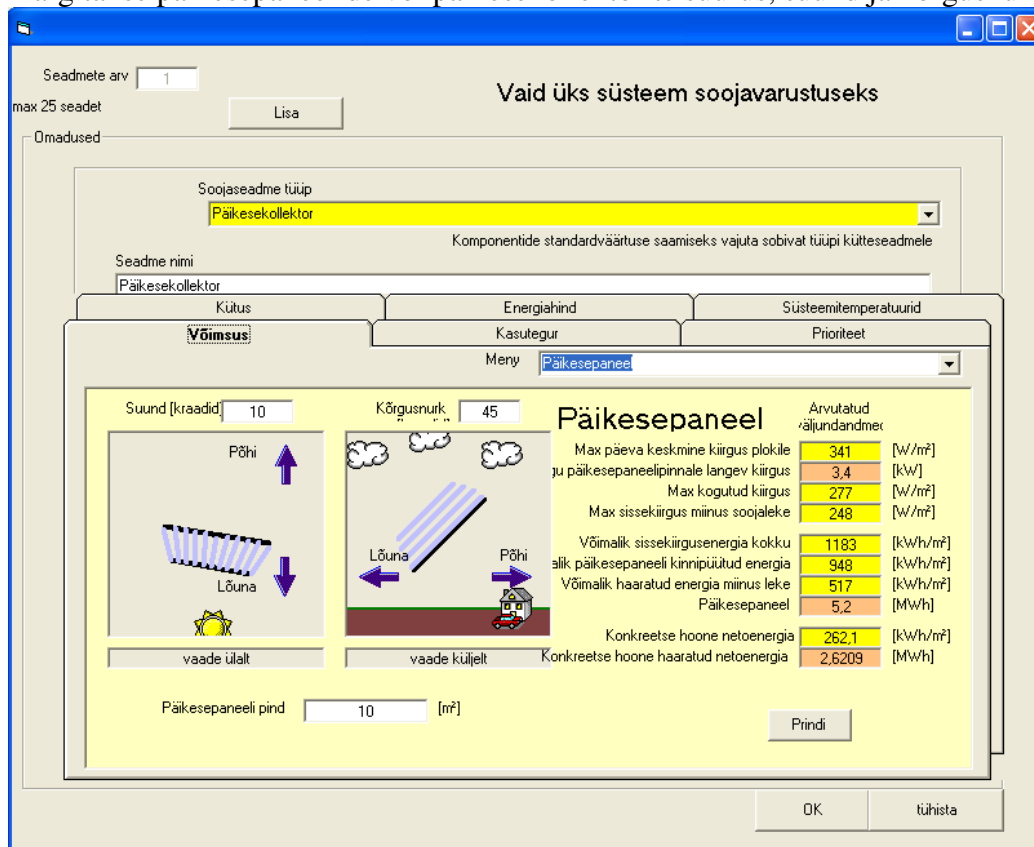 Seadmete arv 1
max 25 seadet
Lisa
Vaid üks süsteem soojavarustuseks
Omadused
Soojaseadme tüüp
Päikesekollektor
Komponentide standardväärtuse saamiseks vajuta sobivat tüüpi kütteseadmele
Seadme nimi
Päikesekollektor
Kütus Energiahind Süsteemitemperatuurid
Võimsus Kasutegur Prioriteet
Meny Päikesepaneel
Suund [kraadid] 10
Kõrgusnurk 45
Põhi
Lõuna
vaade ülalt
Lõuna Põhi
vaade küljelt
Päikesepaneel
Arvutatud
väljundandmed
Max päeva keskmine kiirgus plokile 341 [W/m²]
päikesepaneelipinnale langev kiirgus 3,4 [kW]
Max kogutud kiirgus 277 [W/m²]
Max sissekiirgus miinus soojaleke 248 [W/m²]
Võimalik sissekiirgusenergia kokku 1183 [kWh/m²]
päikesepaneeli kinnipüütud energia 948 [kWh/m²]
Võimalik haaratud energia miinus leke 517 [kWh/m²]
Päikesepaneel 5,2 [MWh]
Konkreetse hoone netoenergia 262,1 [kWh/m²]
Konkreetse hoone haaratud netoenergia 2,6209 [MWh]
Päikesepaneeli pind 10 [m²]
Prindi
OK tühista